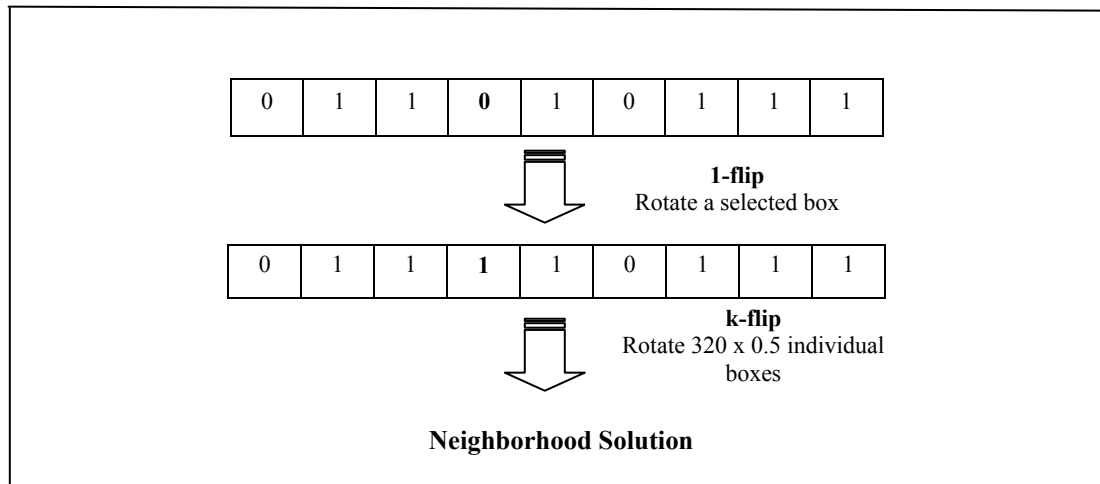 0 1 1 0 1 0 1 1 1
1-flip
Rotate a selected box
0 1 1 1 1 0 1 1 1
k-flip
Rotate 320 x 0.5 individual
boxes
Neighborhood Solution